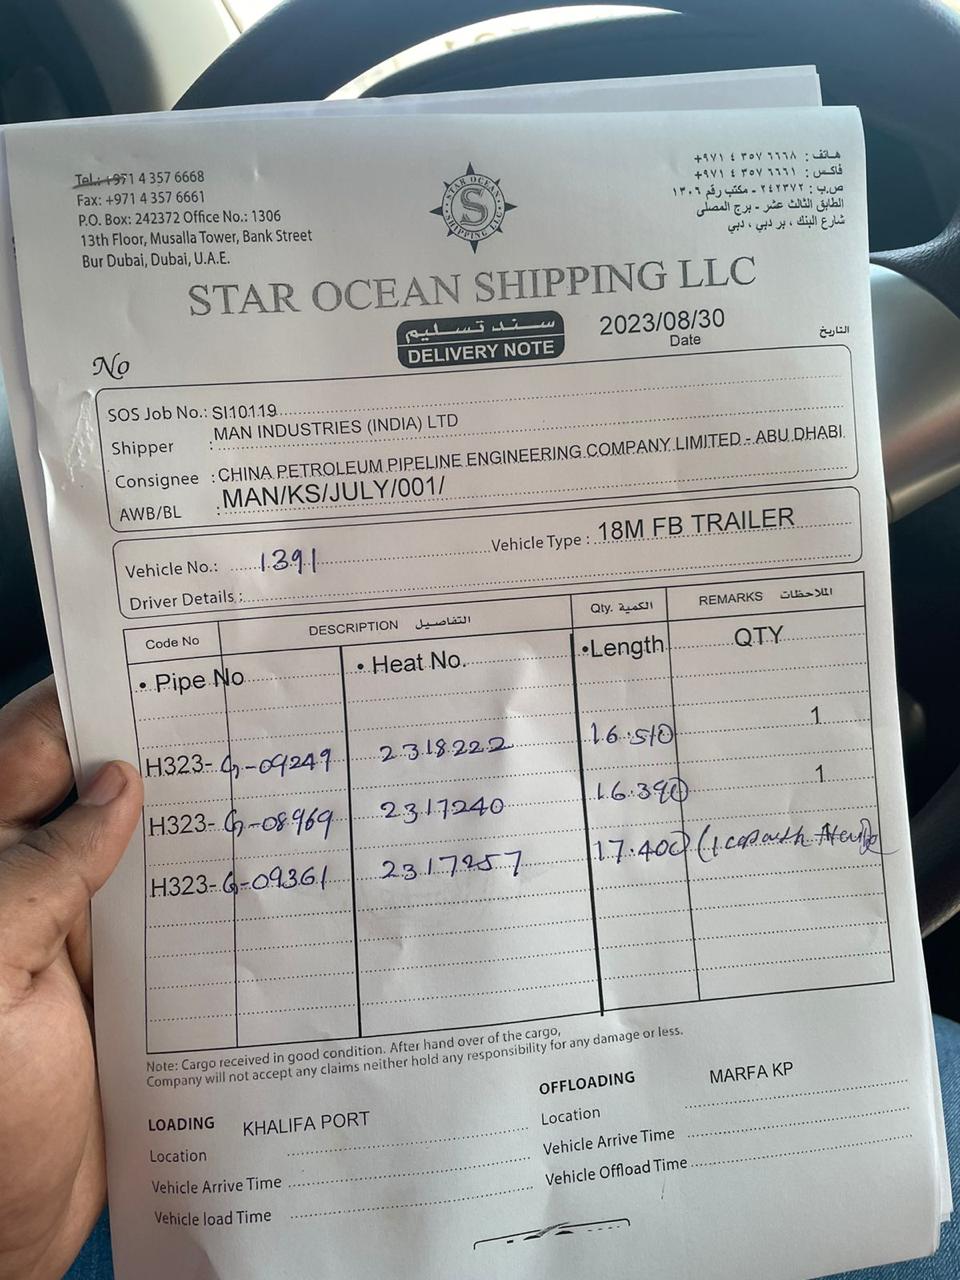 Tel.: +971 4 357 6668
Fax: +971 4 357 6661
P.O. Box: 242372 Office No.: 1306
13th Floor, Musalla Tower, Bank Street
Bur Dubai, Dubai, U.A.E.
STAR OCEAN
S
SHIPPING LLC
هاتف : ٦٦٦٨ ٣٥٧ ٤ ٩٧١+
فاكس : ٦٦٦١ ٣٥٧ ٤ ٩٧١+
ص.ب : ٢٤٢٣٧٢ - مكتب رقم ١٣٠٦
الطابق الثالث عشر - برج المصلى
شارع البنك ، بر دبي ، دبي
STAR OCEAN SHIPPING LLC
سند تسليم
DELIVERY NOTE
2023/08/30
Date
التاريخ
No
SOS Job No.: SI10119
Shipper : MAN INDUSTRIES (INDIA) LTD
Consignee : CHINA PETROLEUM PIPELINE ENGINEERING COMPANY LIMITED - ABU DHABI
AWB/BL : MAN/KS/JULY/001/
Vehicle No.: 1391 Vehicle Type : 18M FB TRAILER
Driver Details :
Code No DESCRIPTION التفاصيل Qty. الكمية REMARKS الملاحظات
• Pipe No • Heat No. •Length QTY
H323- G-09249 2318222 16.510 1
H323- G-08969 2317240 16.390 1
H323- G-09361 2317257 17.400 (1
Note: Cargo received in good condition. After hand over of the cargo,
Company will not accept any claims neither hold any responsibility for any damage or less.
LOADING KHALIFA PORT
Location
Vehicle Arrive Time
Vehicle load Time
OFFLOADING MARFA KP
Location
Vehicle Arrive Time
Vehicle Offload Time